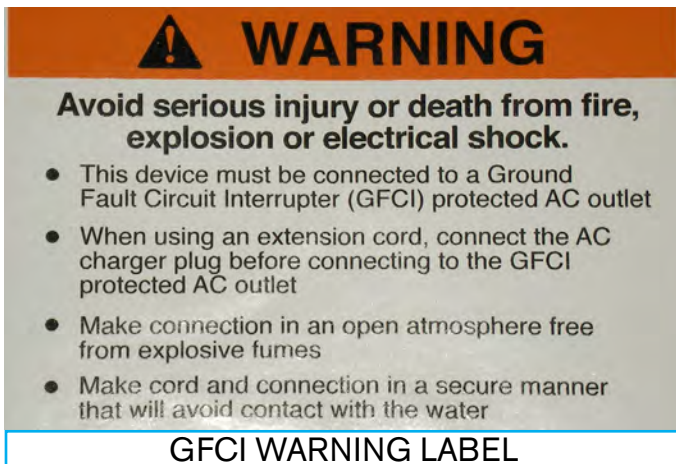 WARNING
Avoid serious injury or death from fire,
explosion or electrical shock.
• This device must be connected to a Ground
Fault Circuit Interrupter (GFCI) protected AC outlet
• When using an extension cord, connect the AC
charger plug before connecting to the GFCI
protected AC outlet
• Make connection in an open atmosphere free
from explosive fumes
• Make cord and connection in a secure manner
that will avoid contact with the water
GFCI WARNING LABEL